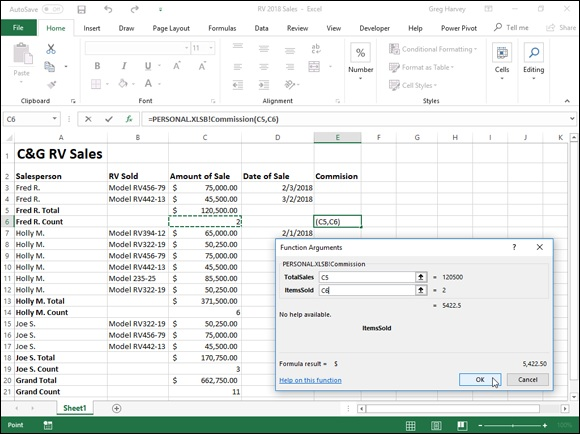 AutoSave Off RV 2018 Sales - Excel Greg Harvey
File Home Insert Draw Page Layout Formulas Data Review View Developer Help Power Pivot Tell me Share
Paste 11 Number Conditional Formatting Cells Editing
B I U A A ab Format as Table
% Cell Styles
Clipboard Font Alignment Styles
C6 fx =PERSONAL.XLSB!Commission(C5,C6)
A B C D E F G H I J
1 C&G RV Sales
2 Salesperson RV Sold Amount of Sale Date of Sale Commision
3 Fred R. Model RV456-79 $ 75,000.00 2/3/2018
4 Fred R. Model RV442-13 $ 45,500.00 3/2/2018
5 Fred R. Total $ 120,500.00
6 Fred R. Count 2 (C5,C6)
7 Holly M. Model RV394-12 $ 65,000.00 2/1/2018
8 Holly M. Model RV322-19 $ 50,250.00
9 Holly M. Model RV456-75 $ 75,000.00
10 Holly M. Model RV442-45 $ 45,500.00
11 Holly M. Model 235-25 $ 85,500.00
12 Holly M. Model RV322-19 $ 50,250.00
13 Holly M. Total $ 371,500.00
14 Holly M. Count 6
15 Joe S. Model RV322-19 $ 50,250.00
16 Joe S. Model RV456-75 $ 75,000.00
17 Joe S. Model RV442-13 $ 45,500.00
18 Joe S. Total $ 170,750.00
19 Joe S. Count 3
20 Grand Total $ 662,750.00
21 Grand Count 11
Function Arguments ? ×
PERSONAL.XLSB!Commission
TotalSales C5 = 120500
ItemsSold C6 = 2
= 5422.5
No help available.
ItemsSold
Formula result = $ 5,422.50
Help on this function OK Cancel
Sheet1
Point 100%